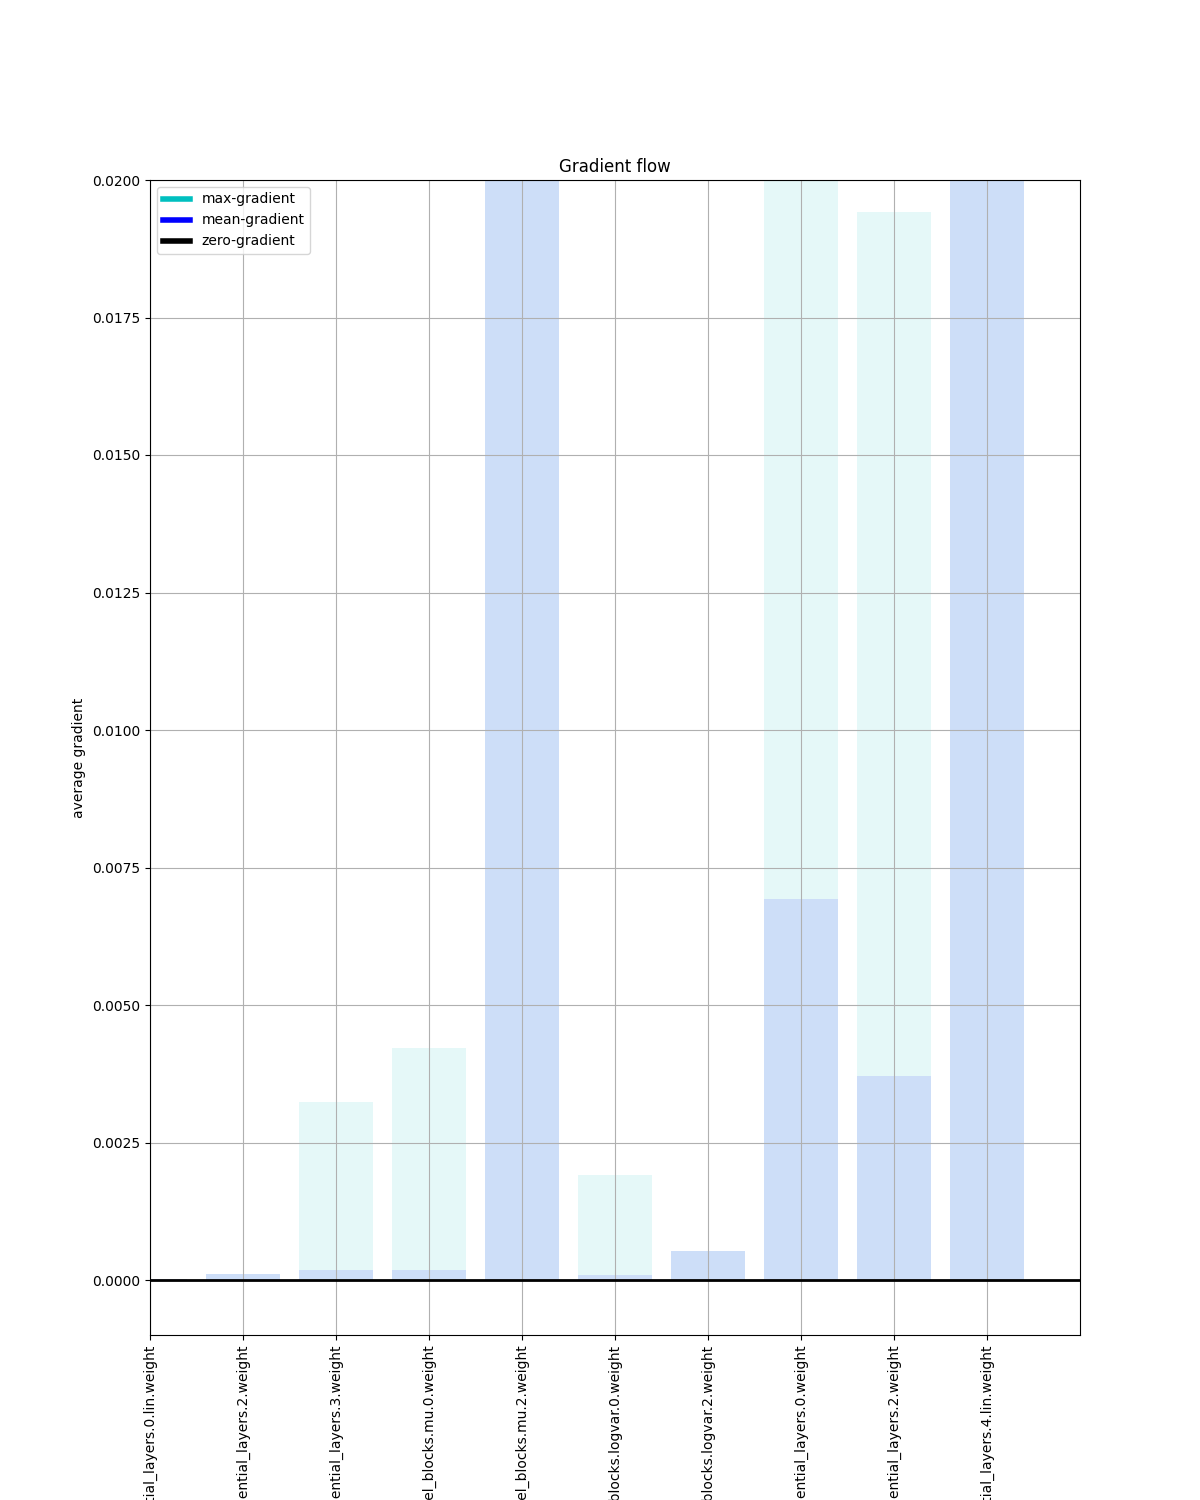 Gradient flow
max-gradient
mean-gradient
zero-gradient
0.0200
0.0175
0.0150
0.0125
0.0100
0.0075
0.0050
0.0025
0.0000
average gradient
tial_layers.0.lin.weight
ential_layers.2.weight
ential_layers.3.weight
el_blocks.mu.0.weight
el_blocks.mu.2.weight
blocks.logvar.0.weight
blocks.logvar.2.weight
ential_layers.0.weight
ential_layers.2.weight
tial_layers.4.lin.weight